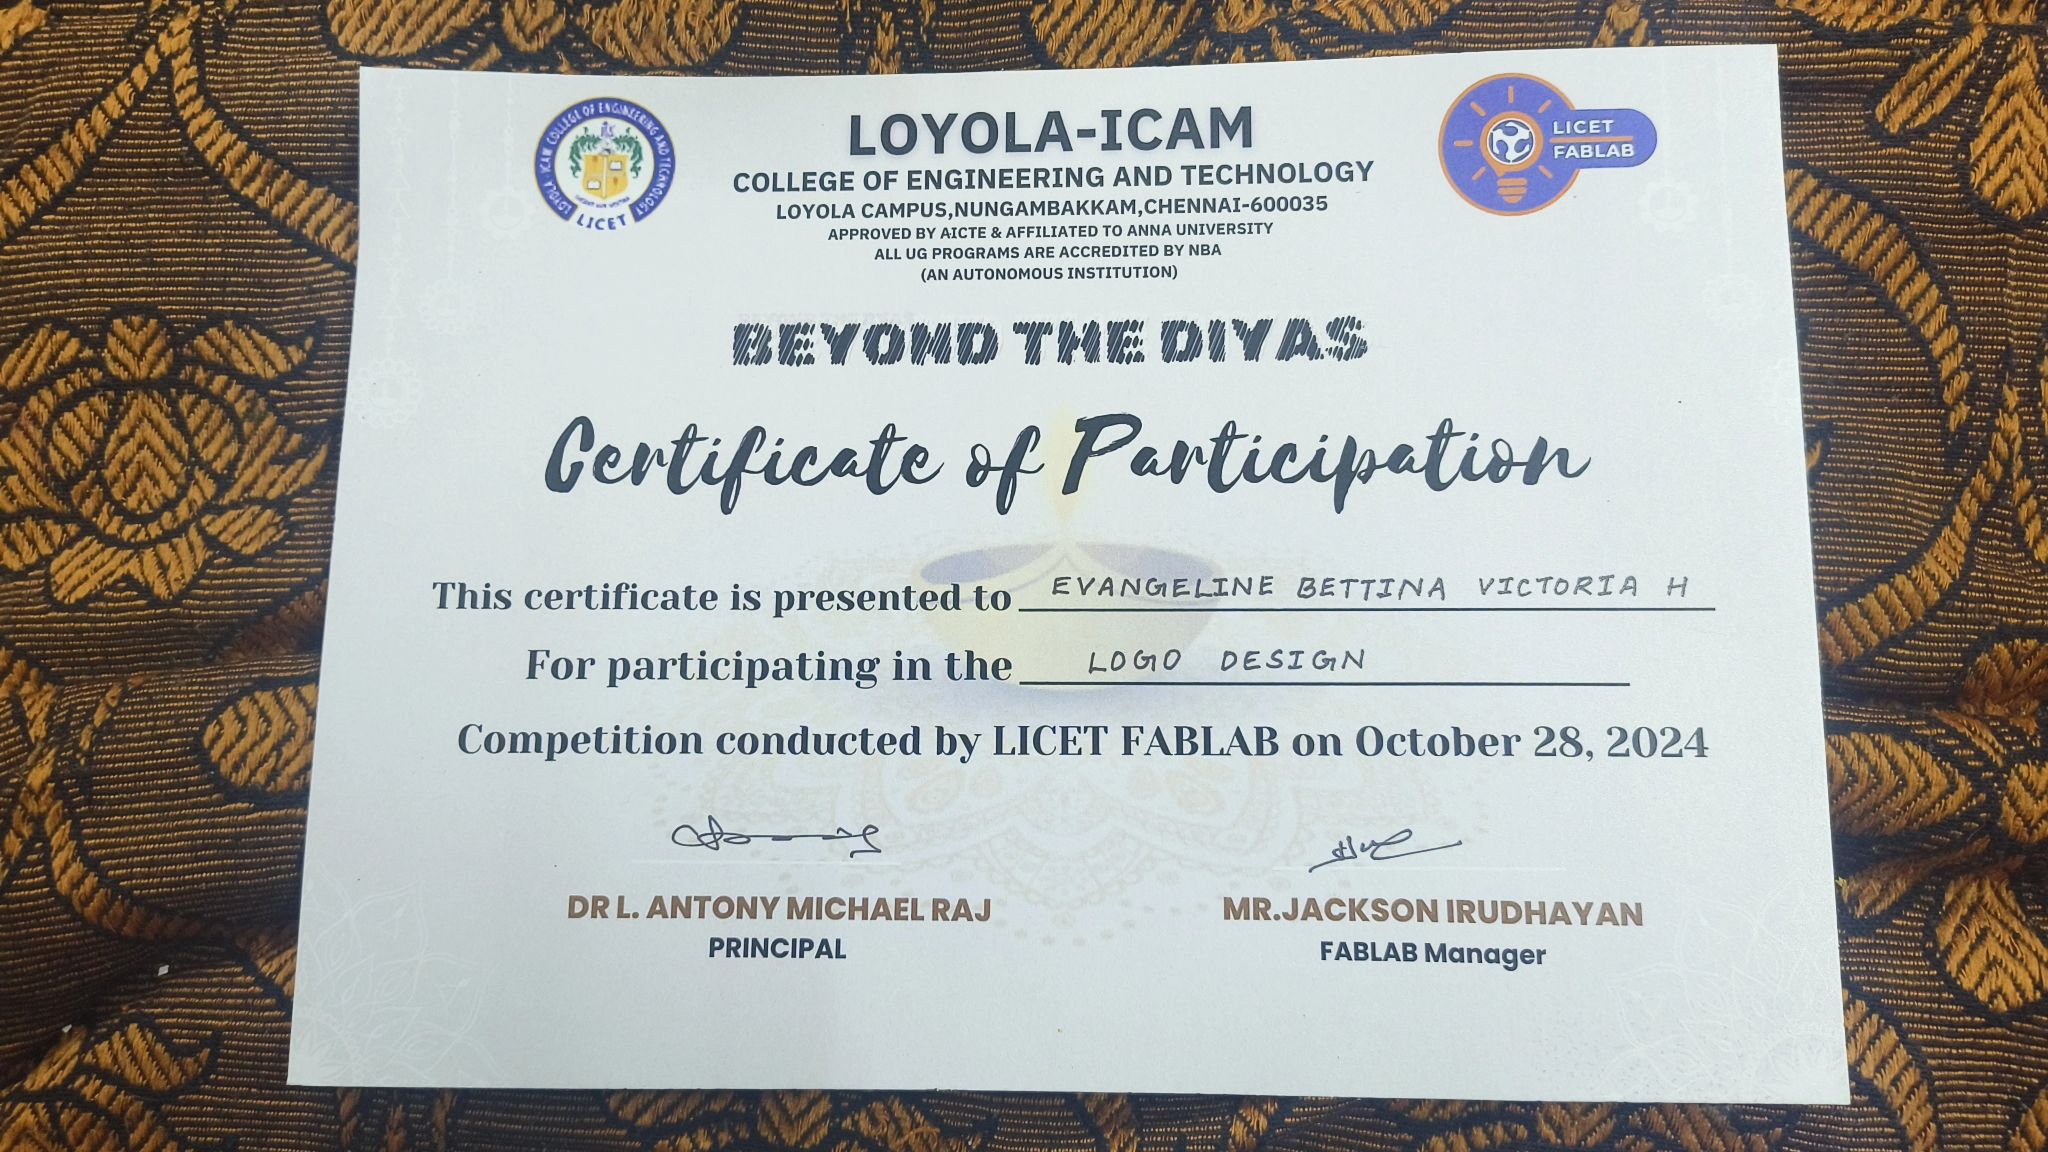 LOYOLA-ICAM COLLEGE OF ENGINEERING AND TECHNOLOGY
LICET
LOYOLA-ICAM
COLLEGE OF ENGINEERING AND TECHNOLOGY
LOYOLA CAMPUS,NUNGAMBAKKAM,CHENNAI-600035
APPROVED BY AICTE & AFFILIATED TO ANNA UNIVERSITY
ALL UG PROGRAMS ARE ACCREDITED BY NBA
(AN AUTONOMOUS INSTITUTION)
LICET
FABLAB
BEYOND THE DIYAS
Certificate of Participation
This certificate is presented to EVANGELINE BETTINA VICTORIA H
For participating in the LOGO DESIGN
Competition conducted by LICET FABLAB on October 28, 2024
DR L. ANTONY MICHAEL RAJ
PRINCIPAL
MR.JACKSON IRUDHAYAN
FABLAB Manager